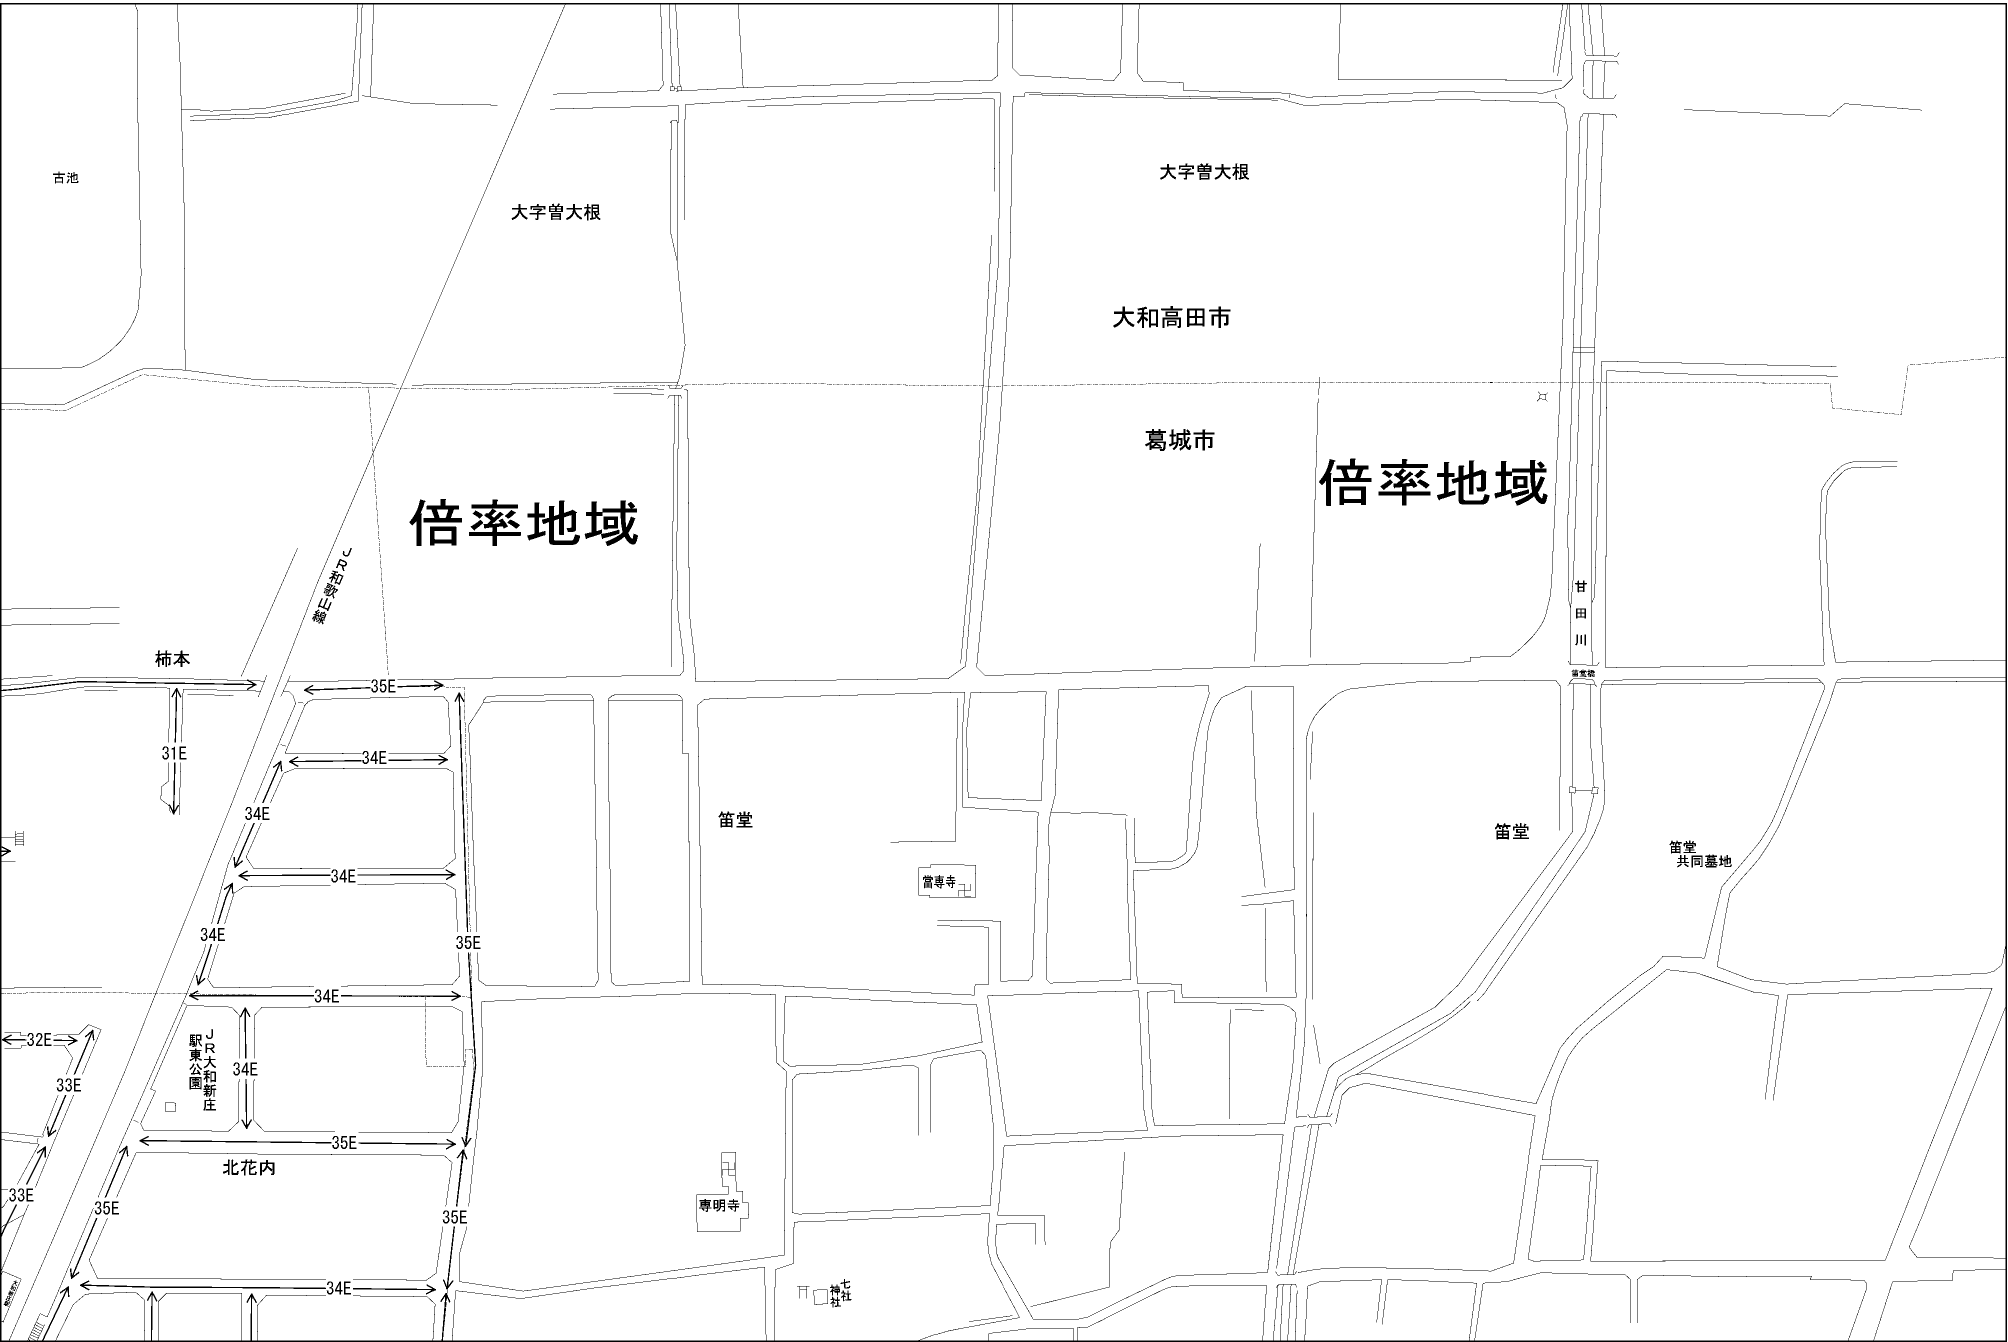 古池
大字曽大根
大字曽大根
大和高田市
葛城市
倍率地域
倍率地域
JR和歌山線
甘田川
笛堂橋
柿本
35E
31E
34E
34E
34E
34E
35E
34E
笛堂
笛堂
笛堂
共同墓地
當専寺
32E
33E
JR大和新庄
駅東公園
34E
35E
北花内
33E
35E
35E
専明寺
34E
七社
神社